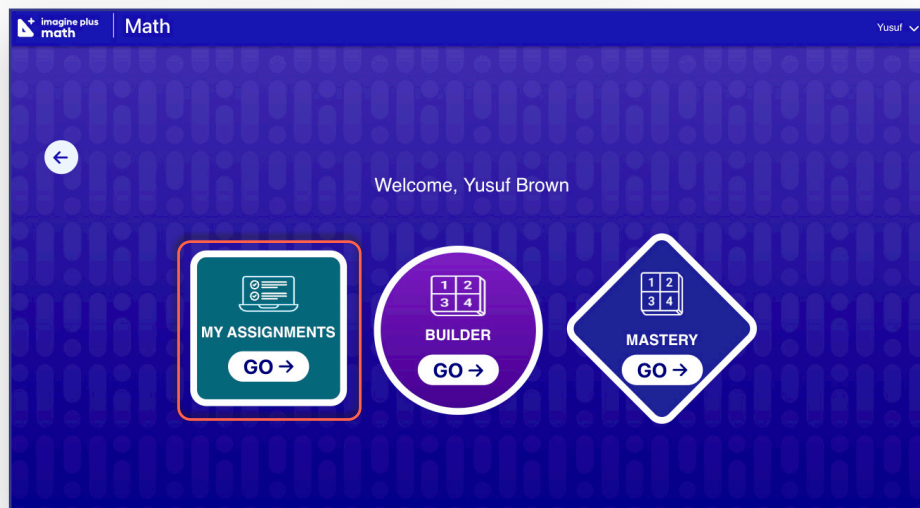 imagine plus
math
Math
Yusuf
Welcome, Yusuf Brown
MY ASSIGNMENTS
GO →
1 2
3 4
BUILDER
GO →
1 2
3 4
MASTERY
GO →